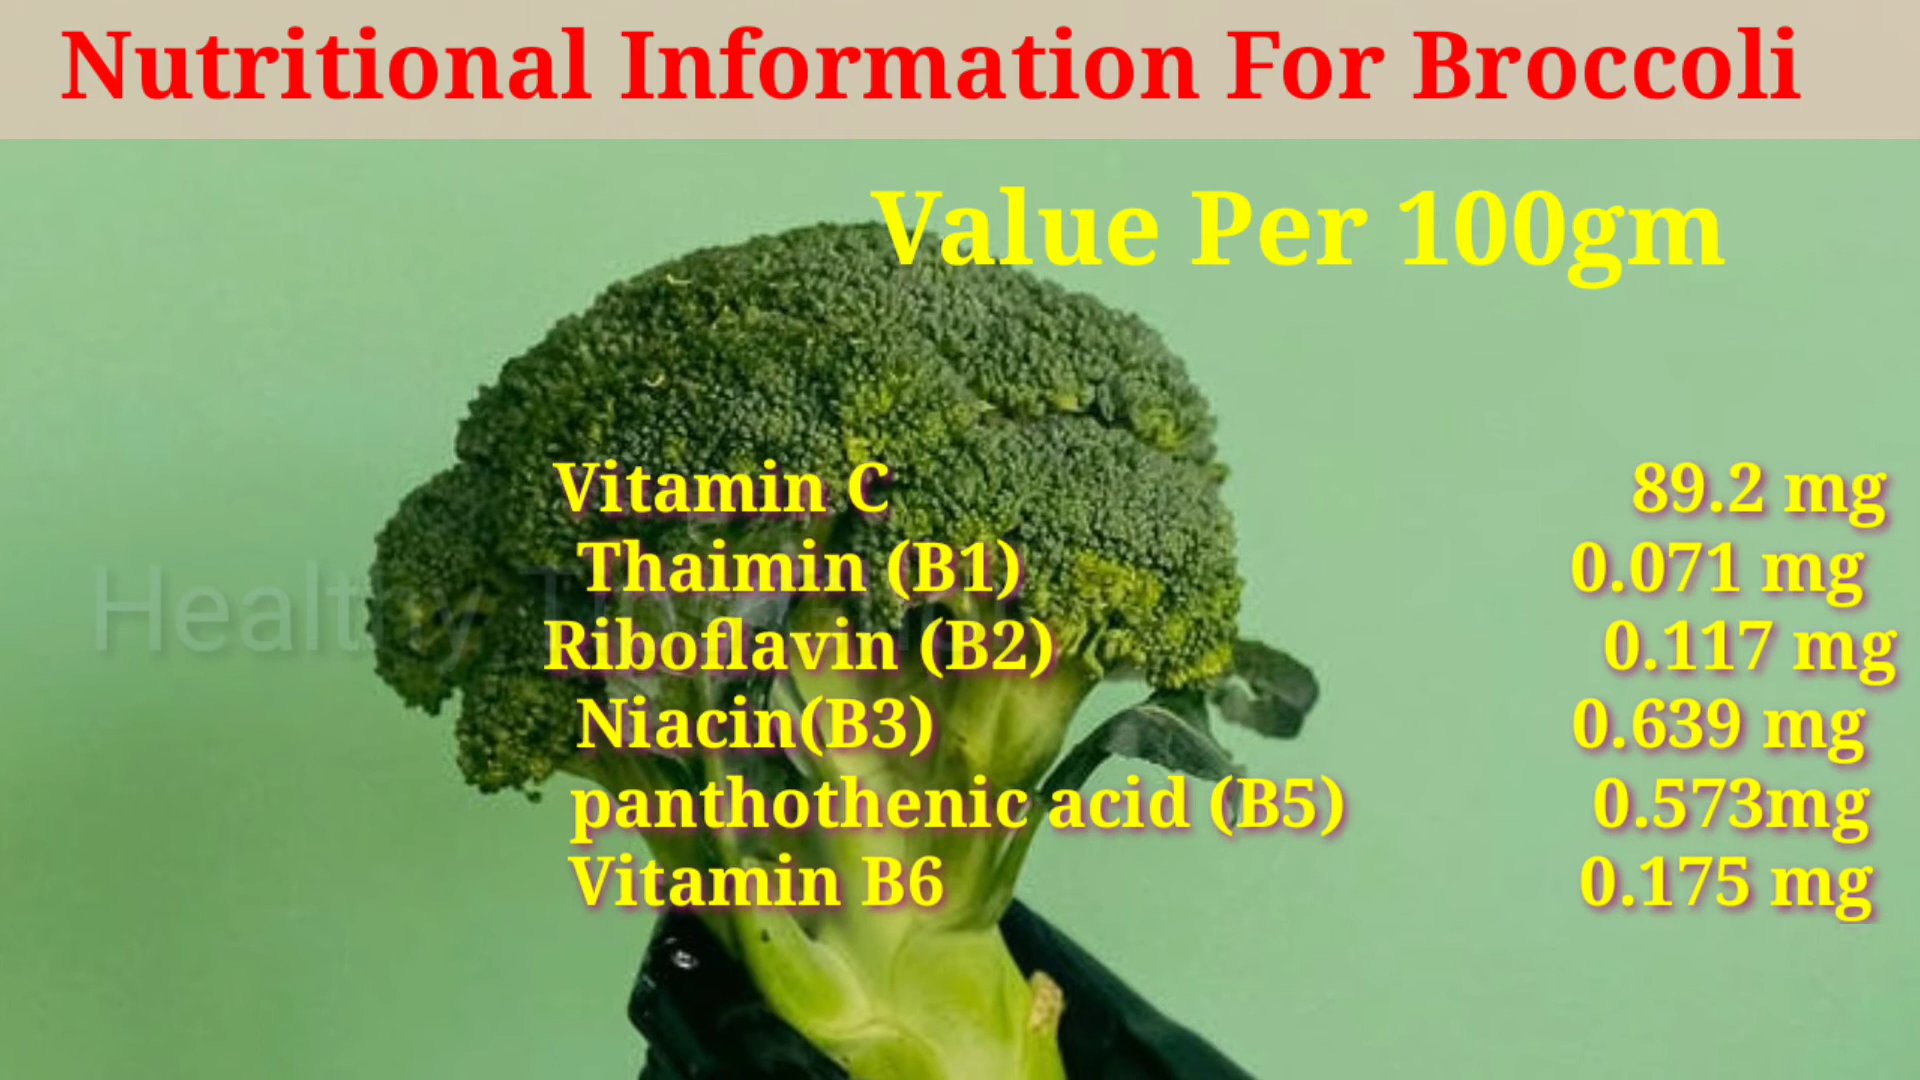 Nutritional Information For Broccoli
Value Per 100gm
Vitamin C 89.2 mg
Thaimin (B1) 0.071 mg
Riboflavin (B2) 0.117 mg
Niacin(B3) 0.639 mg
panthothenic acid (B5) 0.573mg
Vitamin B6 0.175 mg
Healthy